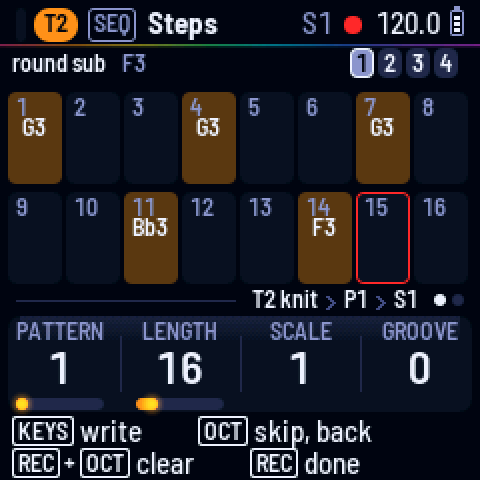 T2 SEQ Steps S1 120.0
round sub F3 1 2 3 4
1 2 3 4 5 6 7 8
G3 G3 G3
9 10 11 12 13 14 15 16
Bb3 F3
T2 knit > P1 > S1
PATTERN LENGTH SCALE GROOVE
1 16 1 0
KEYS write OCT skip, back
REC + OCT clear REC done